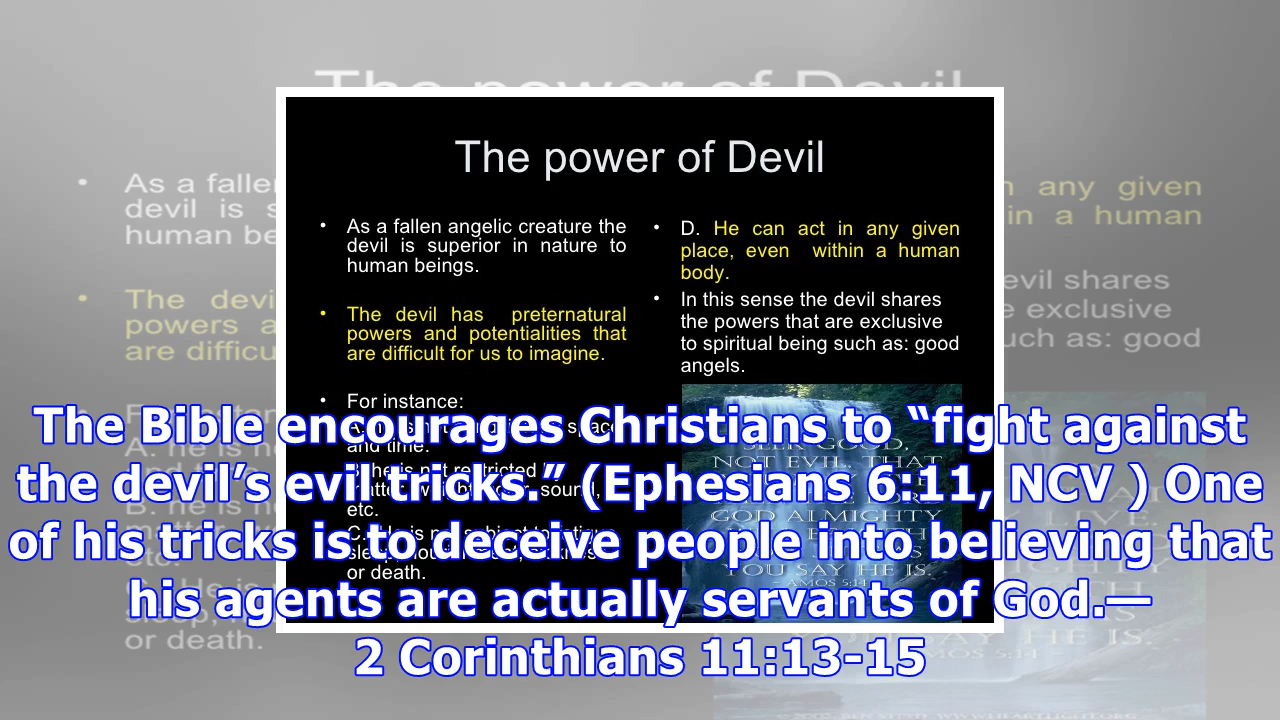 The power of Devil
• As a fallen angelic creature the
devil is superior in nature to
human beings.
• The devil has preternatural
powers and potentialities that
are difficult for us to imagine.
• For instance:
and time.
etc.
or death.
• D. He can act in any given
place, even within a human
body.
• In this sense the devil shares
the powers that are exclusive
to spiritual being such as: good
angels.
SEEK GOOD,
NOT EVIL, THAT
GOD ALMIGHTY
YOU SAY HE IS.
~ AMOS 5:14
The Bible encourages Christians to “fight against
the devil’s evil tricks.” (Ephesians 6:11, NCV ) One
of his tricks is to deceive people into believing that
his agents are actually servants of God.—
2 Corinthians 11:13-15